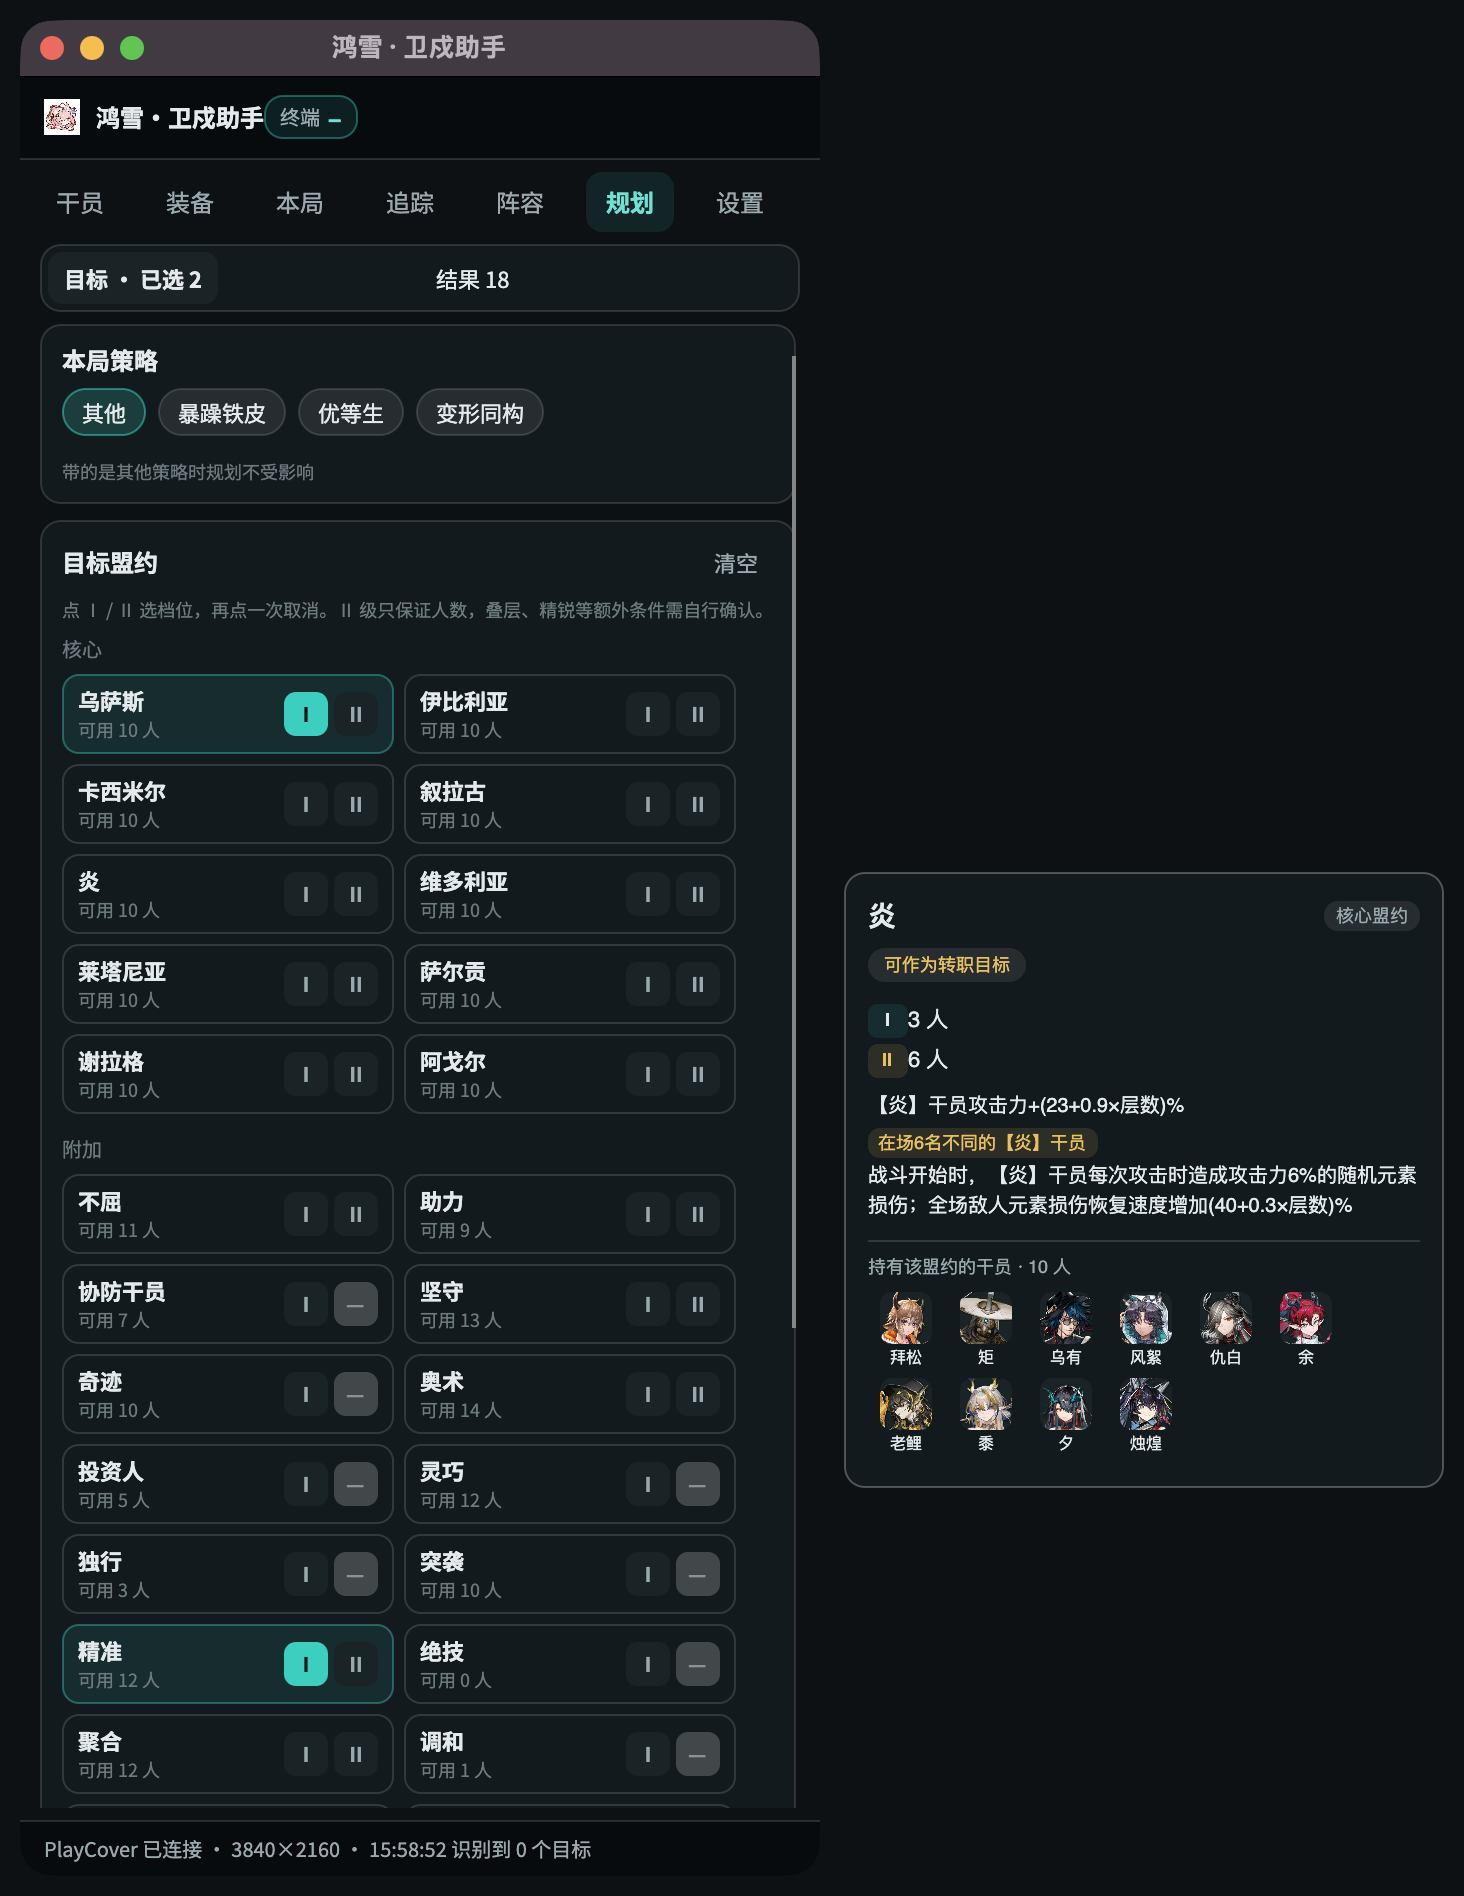 鸿雪 · 卫戍助手
鸿雪 • 卫戍助手 终端 –
干员 装备 本局 追踪 阵容 规划 设置
目标 • 已选 2 结果 18
本局策略
其他 暴躁铁皮 优等生 变形同构
带的是其他策略时规划不受影响
目标盟约 清空
点 I / II 选档位，再点一次取消。II 级只保证人数，叠层、精锐等额外条件需自行确认。
核心
乌萨斯 I II 伊比利亚 I II
可用 10 人 可用 10 人
卡西米尔 I II 叙拉古 I II
可用 10 人 可用 10 人
炎 I II 维多利亚 I II
可用 10 人 可用 10 人
莱塔尼亚 I II 萨尔贡 I II
可用 10 人 可用 10 人
谢拉格 I II 阿戈尔 I II
可用 10 人 可用 10 人
附加
不屈 I II 助力 I II
可用 11 人 可用 9 人
协防干员 I — 坚守 I II
可用 7 人 可用 13 人
奇迹 I — 奥术 I II
可用 10 人 可用 14 人
投资人 I — 灵巧 I —
可用 5 人 可用 12 人
独行 I — 突袭 I —
可用 3 人 可用 10 人
精准 I II 绝技 I —
可用 12 人 可用 0 人
聚合 I II 调和 I —
可用 12 人 可用 1 人
PlayCover 已连接 • 3840×2160 • 15:58:52 识别到 0 个目标
炎 核心盟约
可作为转职目标
I 3 人
II 6 人
【炎】干员攻击力+(23+0.9×层数)%
在场6名不同的【炎】干员
战斗开始时，【炎】干员每次攻击时造成攻击力6%的随机元素
损伤；全场敌人元素损伤恢复速度增加(40+0.3×层数)%
持有该盟约的干员 · 10 人
拜松 矩 乌有 风絮 仇白 余
老鲤 黍 夕 烛煌